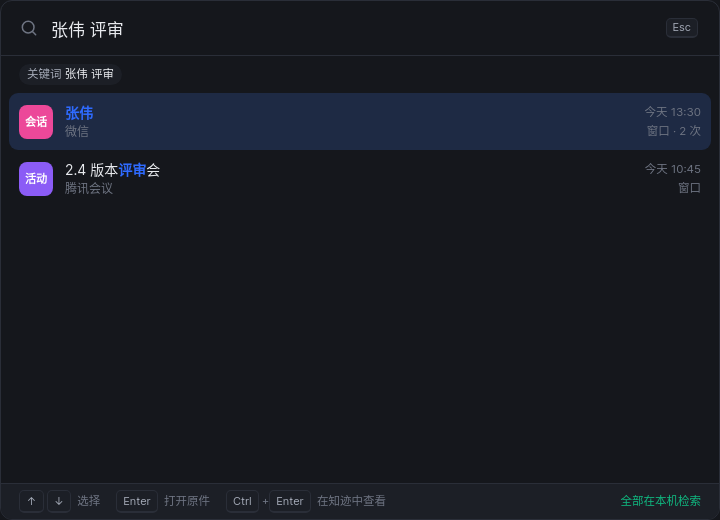 张伟 评审 Esc
关键词 张伟 评审
会话 张伟 今天 13:30
微信 窗口 · 2 次
活动 2.4 版本评审会 今天 10:45
腾讯会议 窗口
↑ ↓ 选择 Enter 打开原件 Ctrl + Enter 在知迹中查看 全部在本机检索